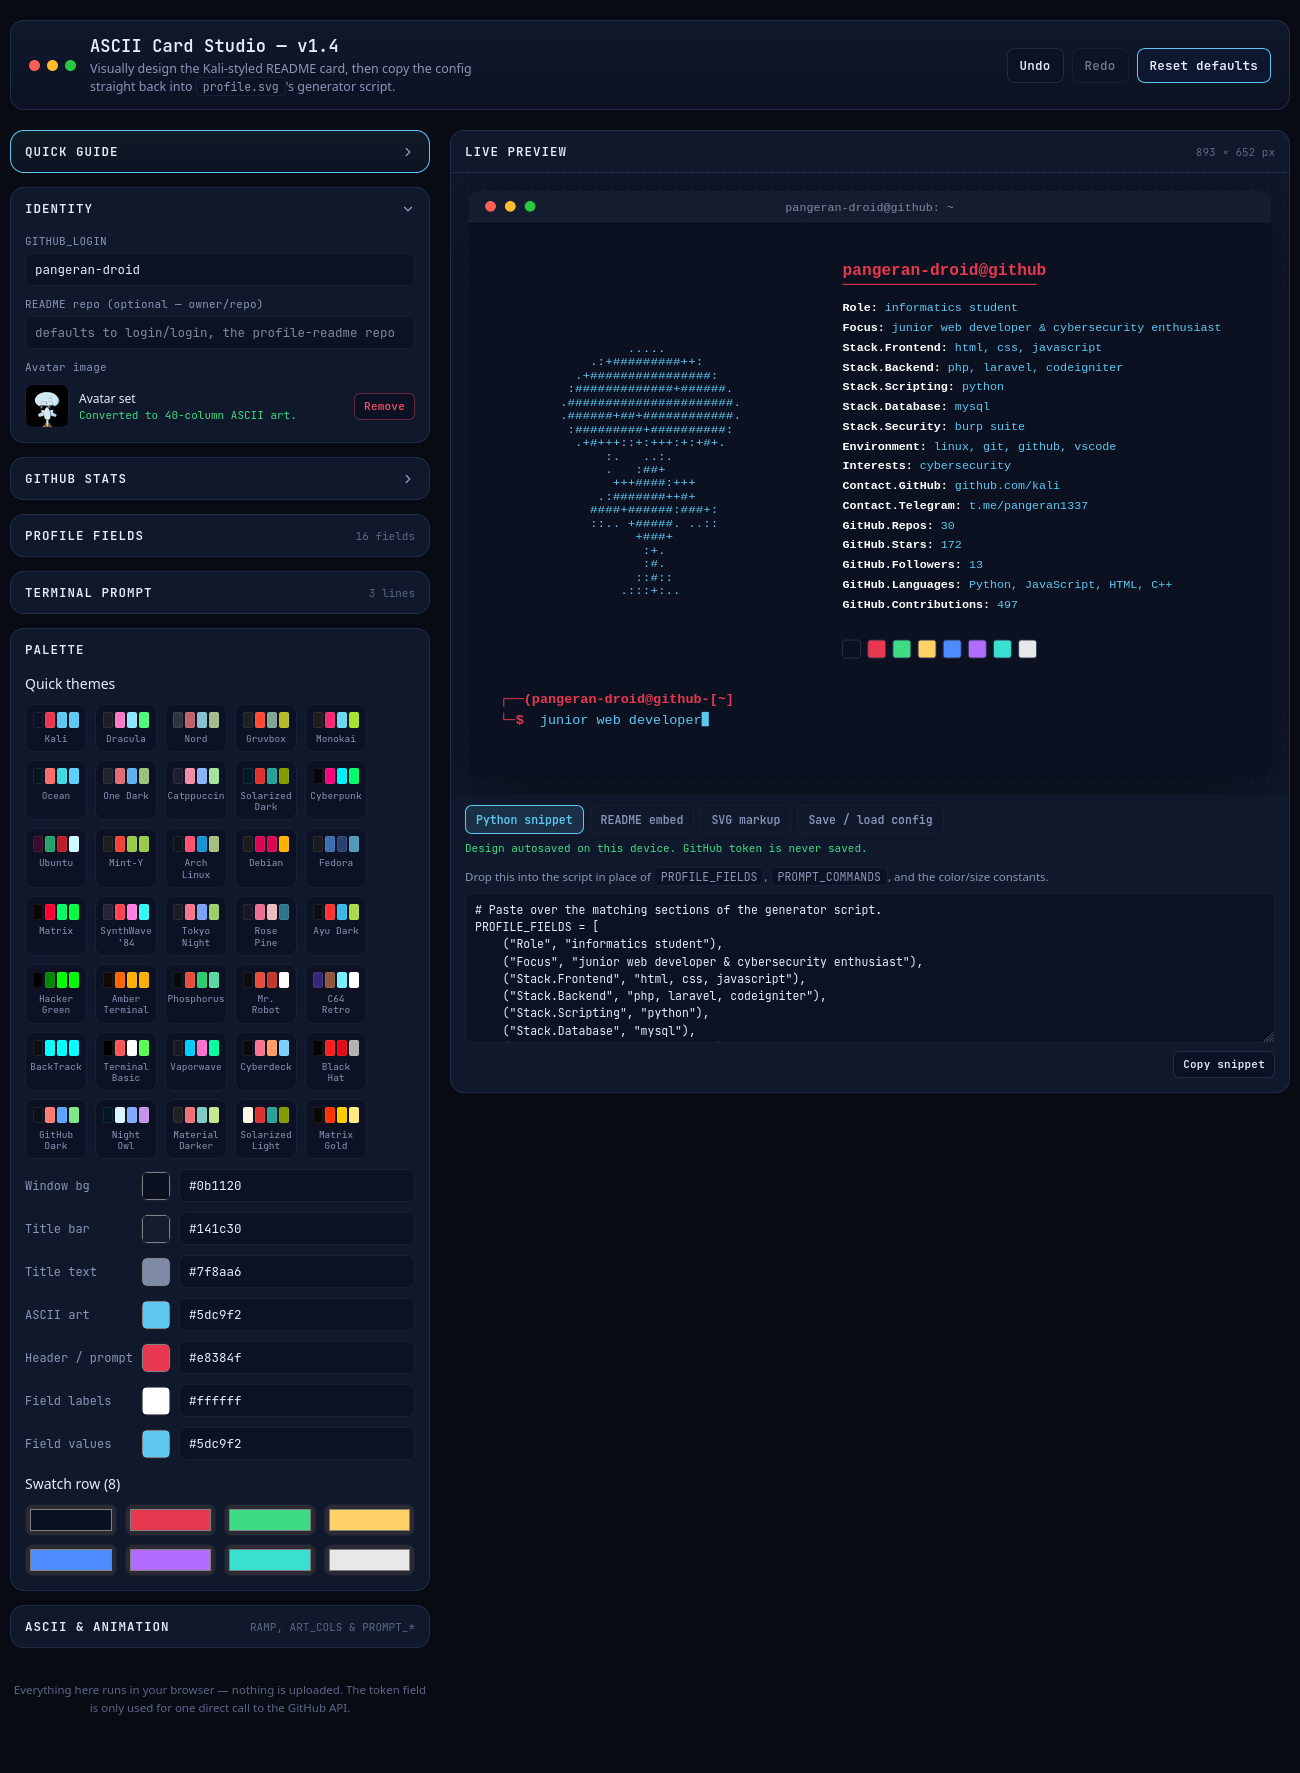 ASCII Card Studio — v1.4
Visually design the Kali-styled README card, then copy the config
straight back into profile.svg 's generator script.
Undo
Redo
Reset defaults
QUICK GUIDE
IDENTITY
GITHUB_LOGIN
pangeran-droid
README repo (optional — owner/repo)
defaults to login/login, the profile-readme repo
Avatar image
Avatar set
Converted to 40-column ASCII art.
Remove
GITHUB STATS
PROFILE FIELDS
16 fields
TERMINAL PROMPT
3 lines
PALETTE
Quick themes
Kali
Dracula
Nord
Gruvbox
Monokai
Ocean
One Dark
Catppuccin
Solarized
Dark
Cyberpunk
Ubuntu
Mint-Y
Arch
Linux
Debian
Fedora
Matrix
SynthWave
'84
Tokyo
Night
Rose
Pine
Ayu Dark
Hacker
Green
Amber
Terminal
Phosphorus
Mr.
Robot
C64
Retro
BackTrack
Terminal
Basic
Vaporwave
Cyberdeck
Black
Hat
GitHub
Dark
Night
Owl
Material
Darker
Solarized
Light
Matrix
Gold
Window bg
#0b1120
Title bar
#141c30
Title text
#7f8aa6
ASCII art
#5dc9f2
Header / prompt
#e8384f
Field labels
#ffffff
Field values
#5dc9f2
Swatch row (8)
ASCII & ANIMATION
RAMP, ART_COLS & PROMPT_*
Everything here runs in your browser — nothing is uploaded. The token field
is only used for one direct call to the GitHub API.
LIVE PREVIEW
893 × 652 px
pangeran-droid@github: ~
.....
.:+#########++:
.+################:
:#############+######.
.######################.
.######+##+############.
:#########+##########:
.+#+++::+:+++:+:+#+.
:.   ..:.
.   :##+
+++####:+++
.:#######++#+
####+######:###+:
::.. +#####. ..::
+###+
:+.
:#.
::#::
.:::+:..
pangeran-droid@github
Role: informatics student
Focus: junior web developer & cybersecurity enthusiast
Stack.Frontend: html, css, javascript
Stack.Backend: php, laravel, codeigniter
Stack.Scripting: python
Stack.Database: mysql
Stack.Security: burp suite
Environment: linux, git, github, vscode
Interests: cybersecurity
Contact.GitHub: github.com/kali
Contact.Telegram: t.me/pangeran1337
GitHub.Repos: 30
GitHub.Stars: 172
GitHub.Followers: 13
GitHub.Languages: Python, JavaScript, HTML, C++
GitHub.Contributions: 497
┌──(pangeran-droid@github-[~]
└─$ junior web developer█
Python snippet
README embed
SVG markup
Save / load config
Design autosaved on this device. GitHub token is never saved.
Drop this into the script in place of PROFILE_FIELDS , PROMPT_COMMANDS , and the color/size constants.
# Paste over the matching sections of the generator script.
PROFILE_FIELDS = [
("Role", "informatics student"),
("Focus", "junior web developer & cybersecurity enthusiast"),
("Stack.Frontend", "html, css, javascript"),
("Stack.Backend", "php, laravel, codeigniter"),
("Stack.Scripting", "python"),
("Stack.Database", "mysql"),
Copy snippet